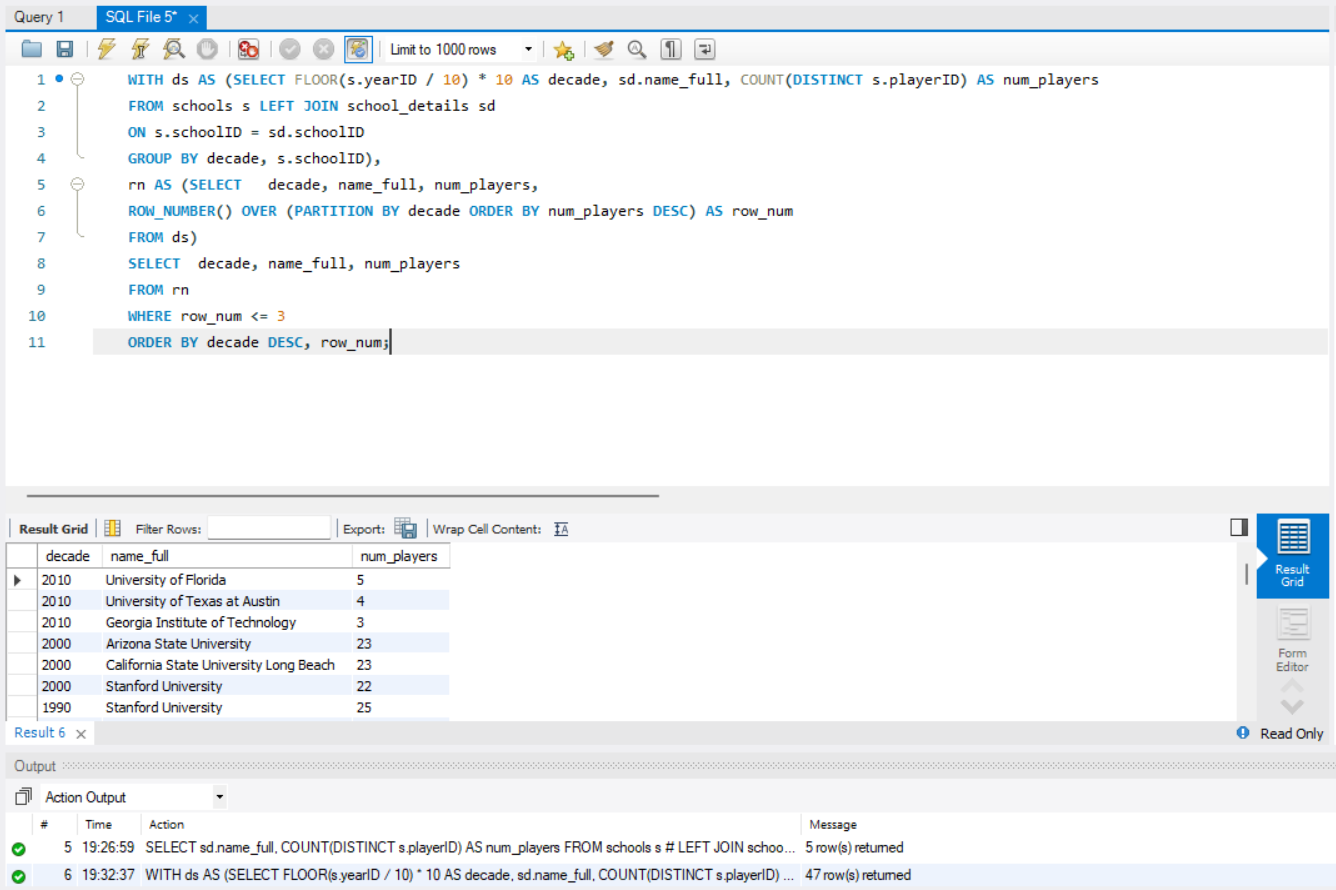 Query 1 SQL File 5* ×
Limit to 1000 rows
1 WITH ds AS (SELECT FLOOR(s.yearID / 10) * 10 AS decade, sd.name_full, COUNT(DISTINCT s.playerID) AS num_players
2 FROM schools s LEFT JOIN school_details sd
3 ON s.schoolID = sd.schoolID
4 GROUP BY decade, s.schoolID),
5 rn AS (SELECT   decade, name_full, num_players,
6 ROW_NUMBER() OVER (PARTITION BY decade ORDER BY num_players DESC) AS row_num
7 FROM ds)
8 SELECT  decade, name_full, num_players
9 FROM rn
10 WHERE row_num <= 3
11 ORDER BY decade DESC, row_num;
Result Grid Filter Rows: Export: Wrap Cell Content: IA
decade name_full num_players
2010 University of Florida 5
2010 University of Texas at Austin 4
2010 Georgia Institute of Technology 3
2000 Arizona State University 23
2000 California State University Long Beach 23
2000 Stanford University 22
1990 Stanford University 25
Result
Grid
Form
Editor
Result 6 × Read Only
Output
Action Output
# Time Action Message
5 19:26:59 SELECT sd.name_full, COUNT(DISTINCT s.playerID) AS num_players FROM schools s # LEFT JOIN schoo... 5 row(s) returned
6 19:32:37 WITH ds AS (SELECT FLOOR(s.yearID / 10) * 10 AS decade, sd.name_full, COUNT(DISTINCT s.playerID) ... 47 row(s) returned